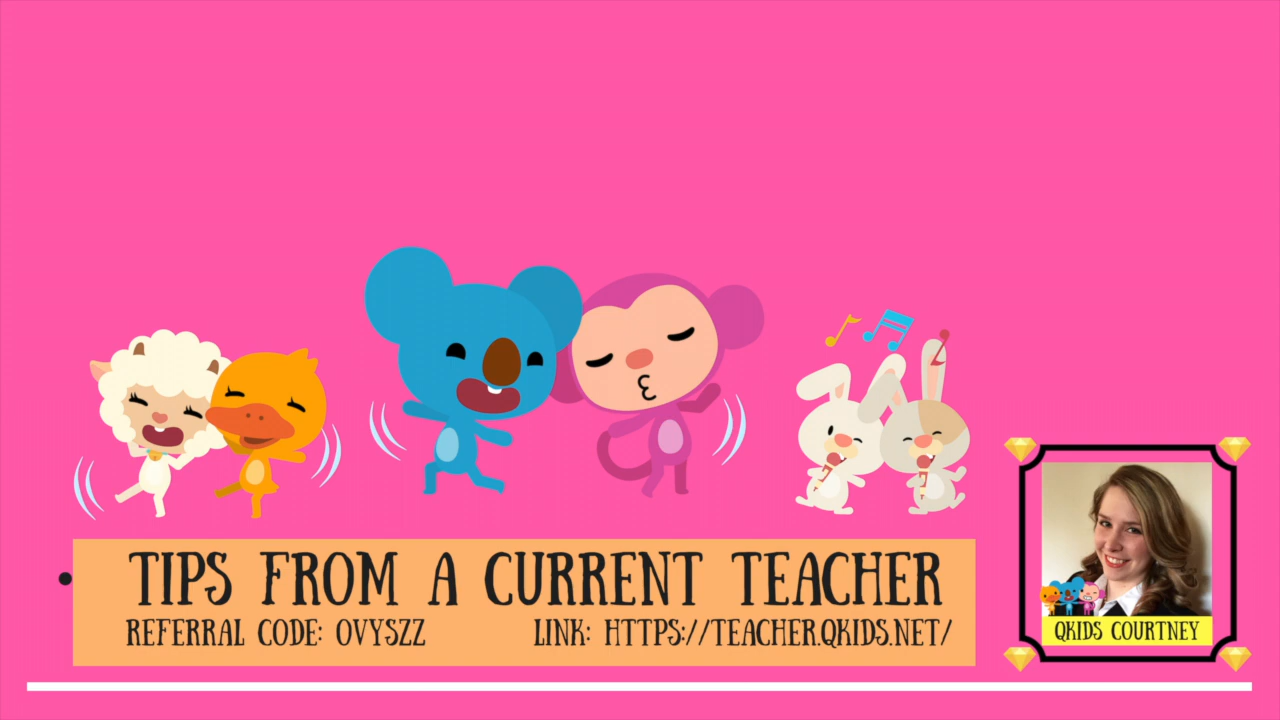 TIPS FROM A CURRENT TEACHER
REFERRAL CODE: OVYSZZ
LINK: HTTPS://TEACHER.QKIDS.NET/
QKIDS COURTNEY